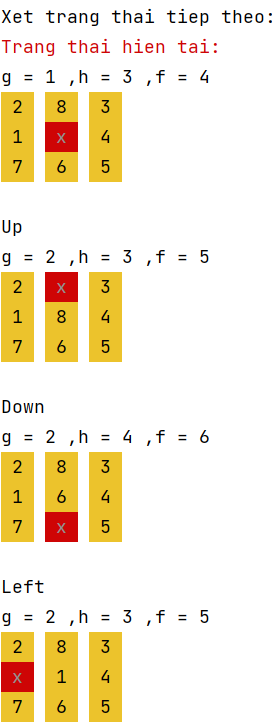 Xet trang thai tiep theo:
Trang thai hien tai:
g = 1 ,h = 3 ,f = 4
2 8 3
1 x 4
7 6 5
Up
g = 2 ,h = 3 ,f = 5
2 x 3
1 8 4
7 6 5
Down
g = 2 ,h = 4 ,f = 6
2 8 3
1 6 4
7 x 5
Left
g = 2 ,h = 3 ,f = 5
2 8 3
x 1 4
7 6 5